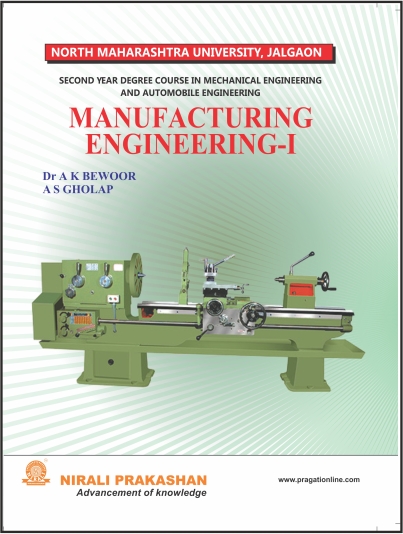 NORTH MAHARASHTRA UNIVERSITY, JALGAON
SECOND YEAR DEGREE COURSE IN MECHANICAL ENGINEERING
AND AUTOMOBILE ENGINEERING
MANUFACTURING
ENGINEERING-I
Dr A K BEWOOR
A S GHOLAP
NIRALI PRAKASHAN
Advancement of knowledge
www.pragationline.com